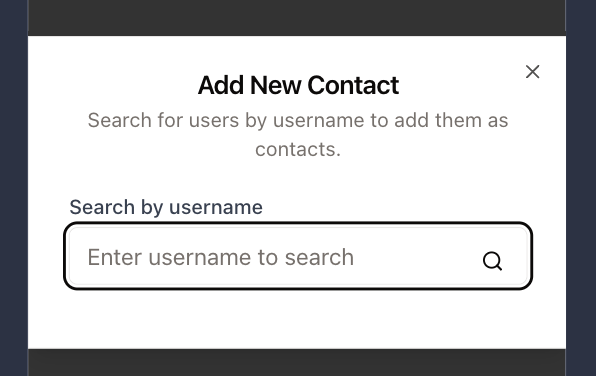 Add New Contact
Search for users by username to add them as
contacts.
Search by username
Enter username to search